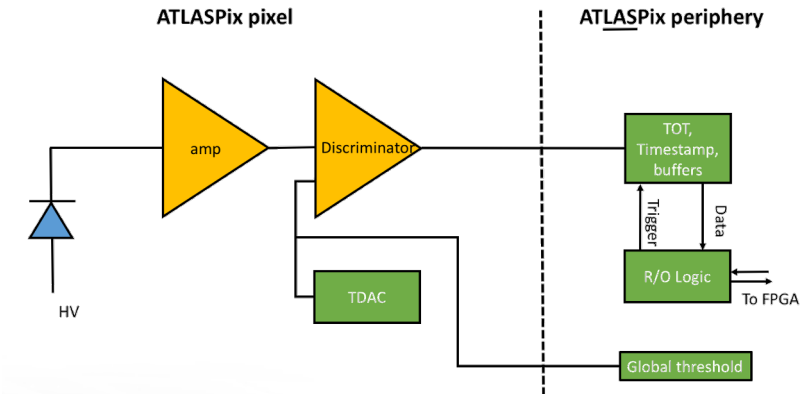 ATLASPix pixel
ATLASPix periphery
amp
Discriminator
TOT,
Timestamp,
buffers
Trigger
Data
R/O Logic
To FPGA
TDAC
HV
Global threshold